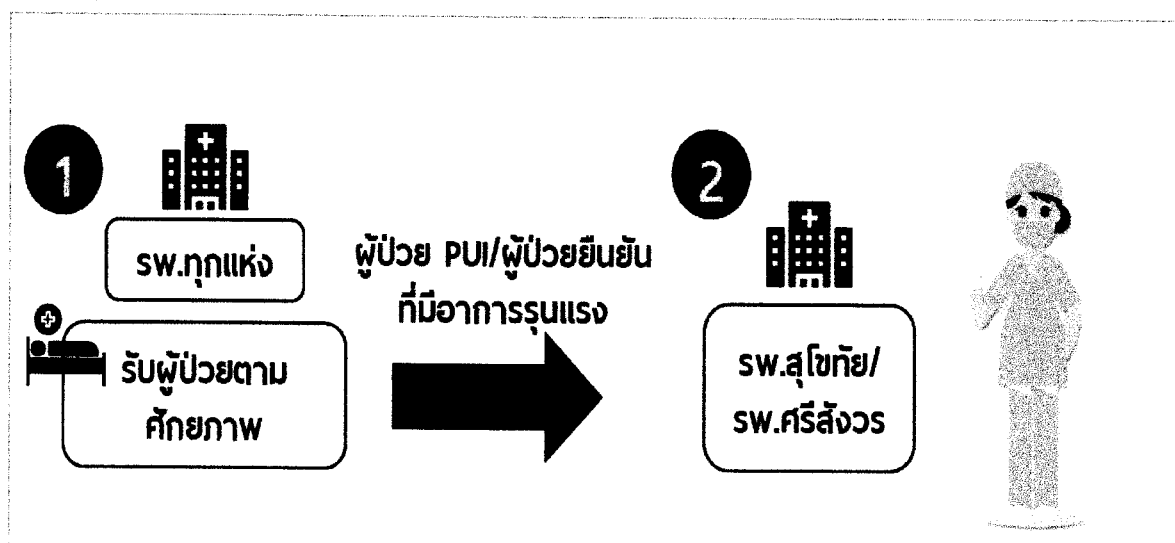 1
รพ.ทุกแห่ง
รับผู้ป่วยตาม
ศักยภาพ
ผู้ป่วย PUI/ผู้ป่วยยืนยัน
ที่มีอาการรุนแรง
2
รพ.สุโขทัย/
รพ.ศรีสังวร